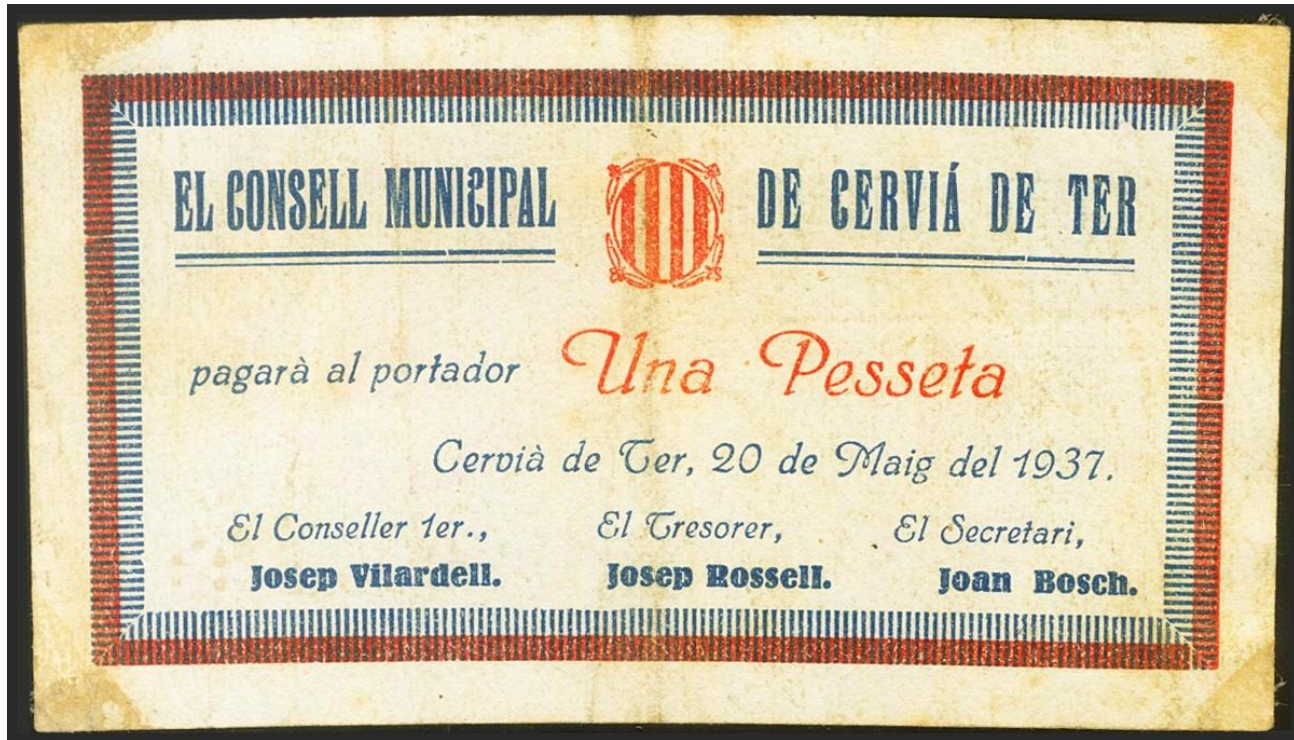 EL CONSELL MUNICIPAL DE CERVIÁ DE TER
pagarà al portador Una Pesseta
Cervià de Ter, 20 de Maig del 1937.
El Conseller 1er., El Tresorer, El Secretari,
Josep Vilardell. Josep Rossell. Joan Bosch.